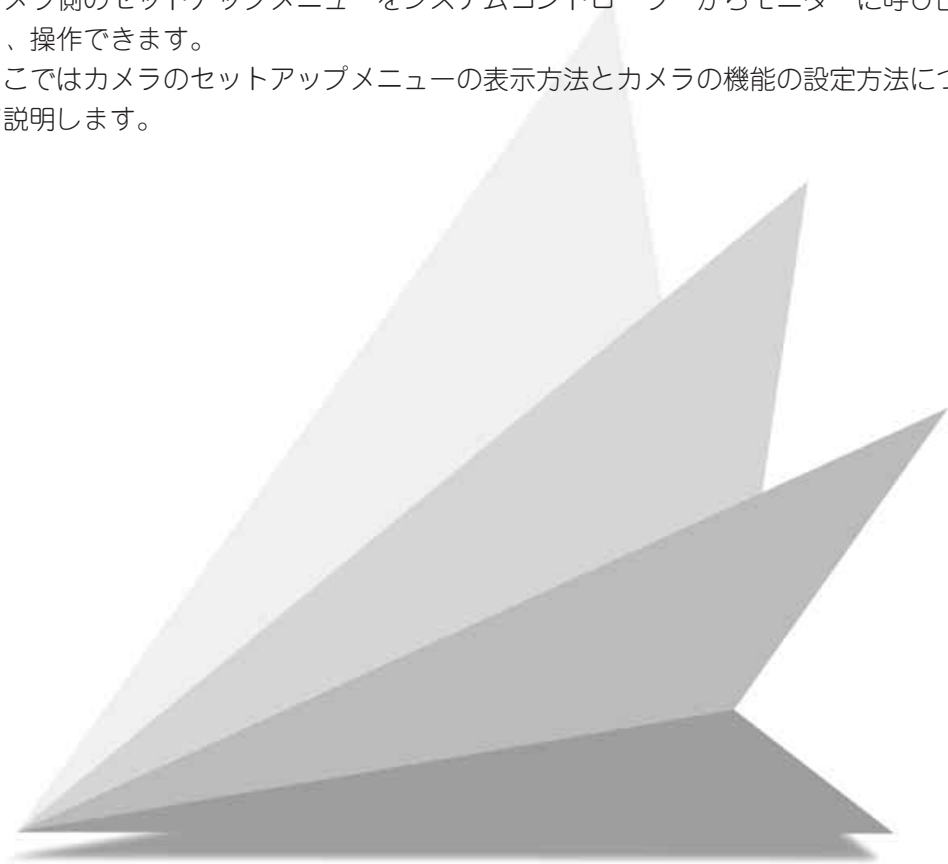 メラ側のセットアップメニューをシステムコントローラーからモニターに呼び
、操作できます。
こではカメラのセットアップメニューの表示方法とカメラの機能の設定方法に
説明します。